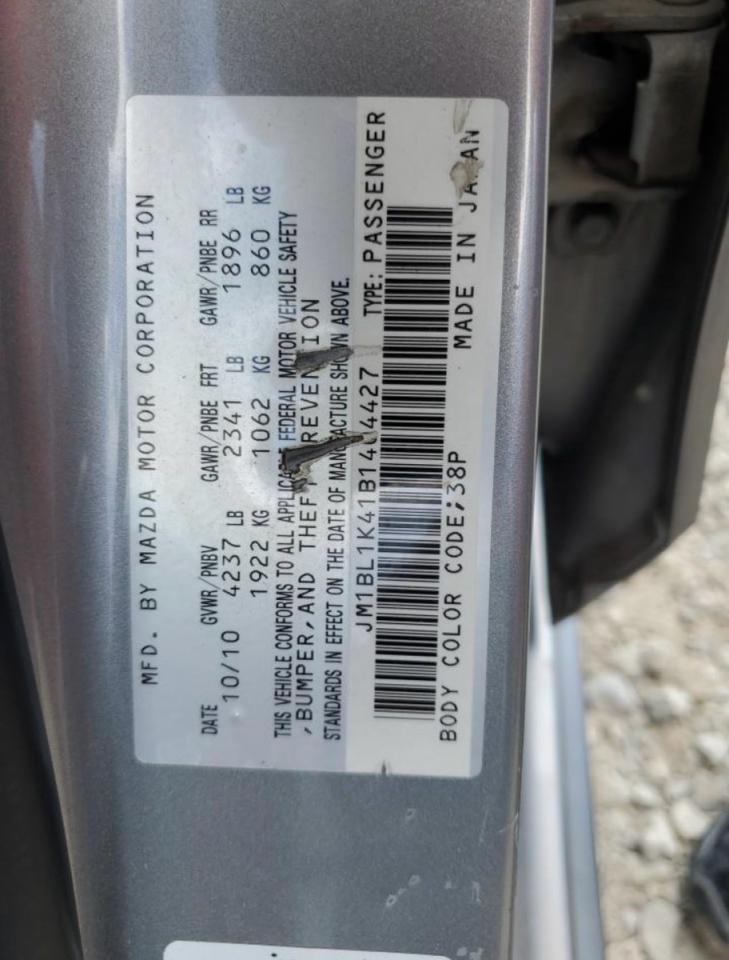 MFD. BY MAZDA MOTOR CORPORATION
DATE GVWR/PNBV GAWR/PNBE FRT GAWR/PNBE RR
10/10 4237 LB 2341 LB 1896 LB
1922 KG 1062 KG 860 KG
THIS VEHICLE CONFORMS TO ALL APPLICABLE FEDERAL MOTOR VEHICLE SAFETY
,BUMPER,AND THEFT PREVENTION
STANDARDS IN EFFECT ON THE DATE OF MANUFACTURE SHOWN ABOVE.
TYPE: PASSENGER
BODY COLOR CODE;38P MADE IN JAPAN